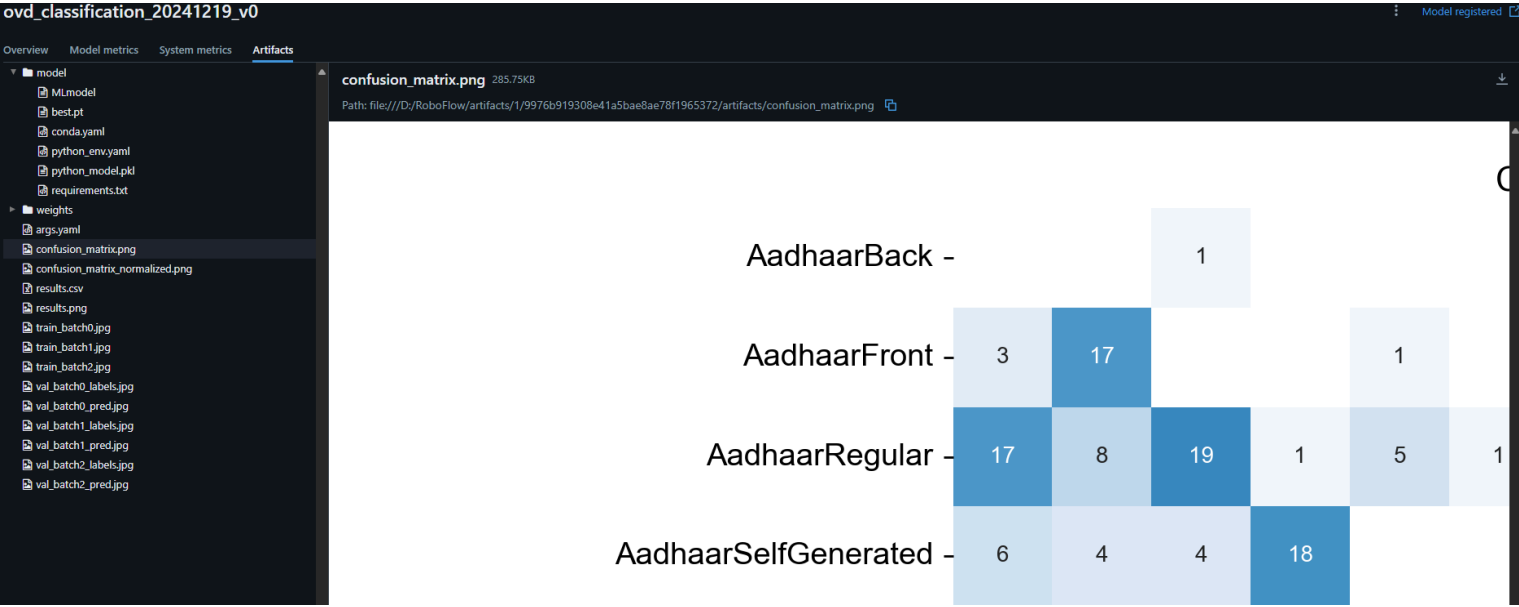 ovd_classification_20241219_v0
Model registered
Overview Model metrics System metrics Artifacts
model
MLmodel
best.pt
conda.yaml
python_env.yaml
python_model.pkl
requirements.txt
weights
args.yaml
confusion_matrix.png
confusion_matrix_normalized.png
results.csv
results.png
train_batch0.jpg
train_batch1.jpg
train_batch2.jpg
val_batch0_labels.jpg
val_batch0_pred.jpg
val_batch1_labels.jpg
val_batch1_pred.jpg
val_batch2_labels.jpg
val_batch2_pred.jpg
confusion_matrix.png 285.75KB
Path: file:///D:/RoboFlow/artifacts/1/9976b919308e41a5bae8ae78f1965372/artifacts/confusion_matrix.png
C
AadhaarBack 1
AadhaarFront 3 17 1
AadhaarRegular 17 8 19 1 5 1
AadhaarSelfGenerated 6 4 4 18